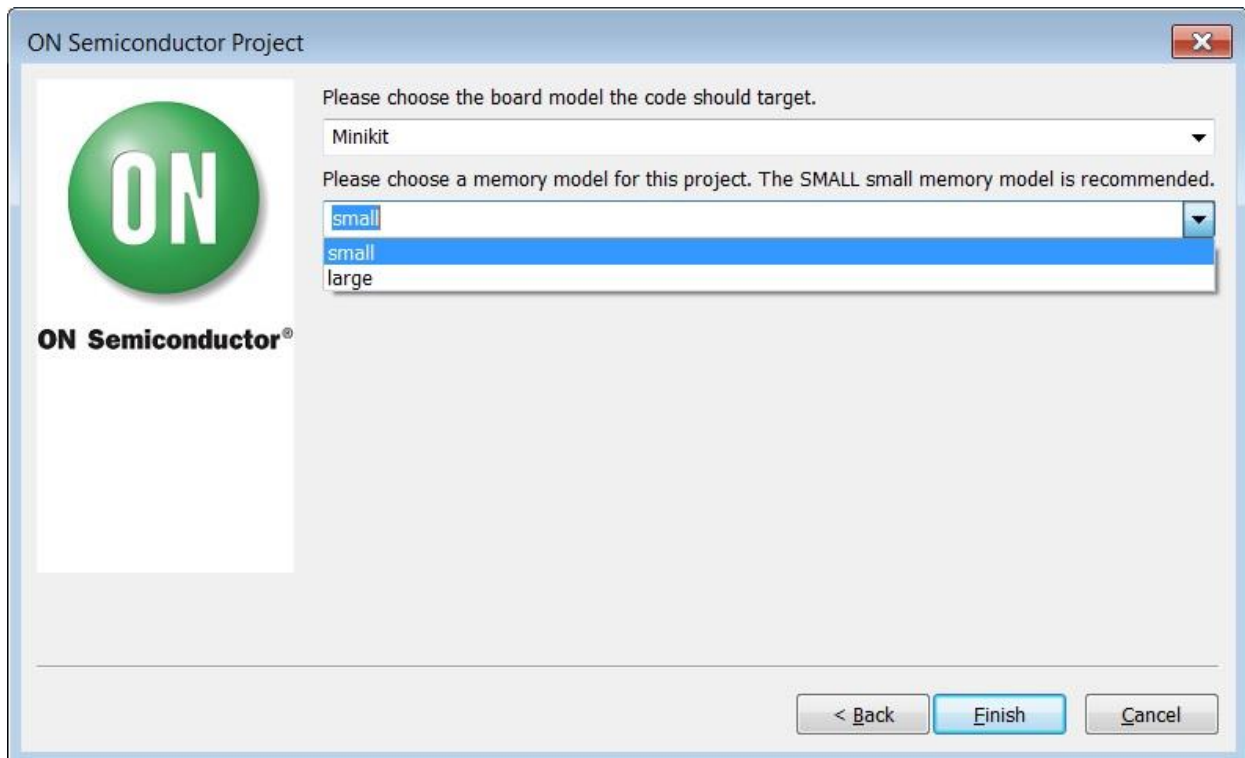 ON Semiconductor Project
Please choose the board model the code should target.
Minikit
Please choose a memory model for this project. The SMALL small memory model is recommended.
small
small
large
ON
ON Semiconductor®
< Back
Finish
Cancel